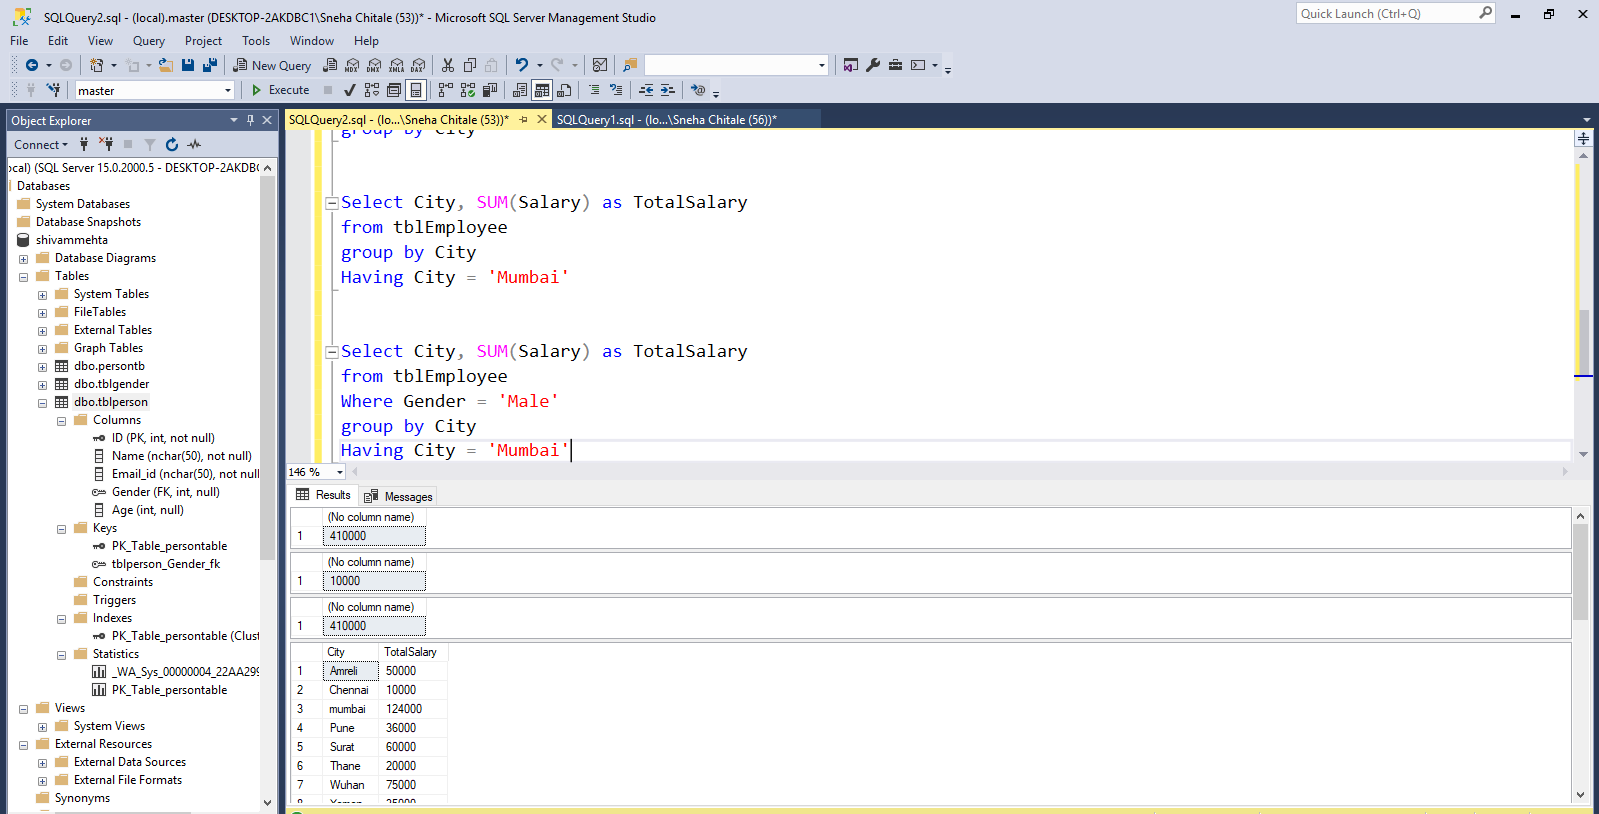 SQLQuery2.sql - (local).master (DESKTOP-2AKDBC1\Sneha Chitale (53))* - Microsoft SQL Server Management Studio
Quick Launch (Ctrl+Q)
File Edit View Query Project Tools Window Help
New Query MDX DMX XMLA DAX
master Execute
Object Explorer
SQLQuery2.sql - (lo...\Sneha Chitale (53))* SQLQuery1.sql - (lo...\Sneha Chitale (56))*
Connect
(SQL Server 15.0.2000.5 - DESKTOP-2AKDB
Databases
System Databases
Database Snapshots
shivammehta
Database Diagrams
Tables
System Tables
FileTables
External Tables
Graph Tables
dbo.persontb
dbo.tblgender
dbo.tblperson
Columns
ID (PK, int, not null)
Name (nchar(50), not null)
Email_id (nchar(50), not null
Gender (FK, int, null)
Age (int, null)
Keys
PK_Table_persontable
tblperson_Gender_fk
Constraints
Triggers
Indexes
PK_Table_persontable (Clust
Statistics
_WA_Sys_00000004_22AA299
PK_Table_persontable
Views
System Views
External Resources
External Data Sources
External File Formats
Synonyms
group by City
Select City, SUM(Salary) as TotalSalary
from tblEmployee
group by City
Having City = 'Mumbai'
Select City, SUM(Salary) as TotalSalary
from tblEmployee
Where Gender = 'Male'
group by City
Having City = 'Mumbai'
146 %
Results Messages
(No column name)
1 410000
(No column name)
1 10000
(No column name)
1 410000
City TotalSalary
1 Amreli 50000
2 Chennai 10000
3 mumbai 124000
4 Pune 36000
5 Surat 60000
6 Thane 20000
7 Wuhan 75000